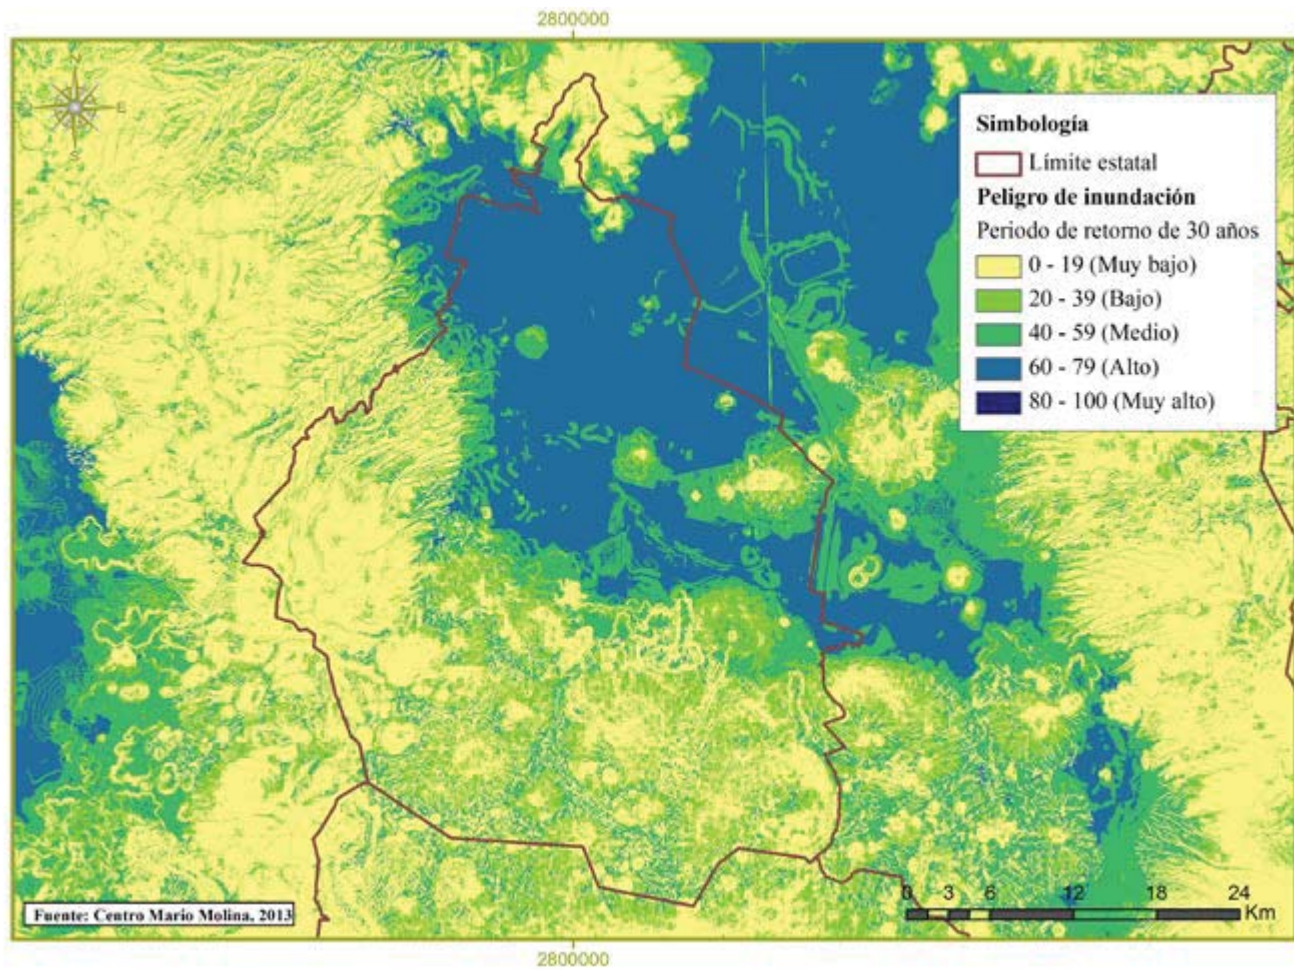 2800000
N
E
S
Simbología
Límite estatal
Peligro de inundación
Periodo de retorno de 30 años
0 - 19 (Muy bajo)
20 - 39 (Bajo)
40 - 59 (Medio)
60 - 79 (Alto)
80 - 100 (Muy alto)
0 3 6 12 18 24
Km
Fuente: Centro Mario Molina, 2013
2800000